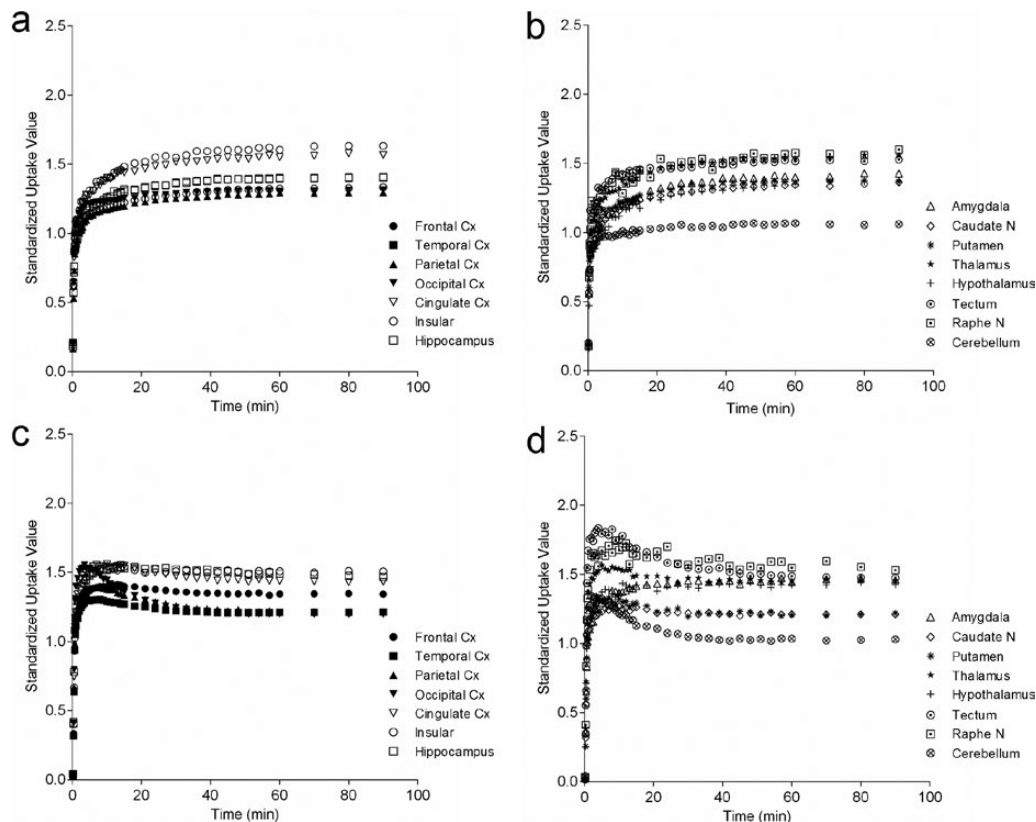 a
2.5
2.0
1.5
1.0
0.5
0.0
0 20 40 60 80 100
Time (min)
Standardized Uptake Value
Frontal Cx
Temporal Cx
Parietal Cx
Occipital Cx
Cingulate Cx
Insular
Hippocampus
b
2.5
2.0
1.5
1.0
0.5
0.0
0 20 40 60 80 100
Time (min)
Standardized Uptake Value
Amygdala
Caudate N
Putamen
Thalamus
Hypothalamus
Tectum
Raphe N
Cerebellum
c
2.5
2.0
1.5
1.0
0.5
0.0
0 20 40 60 80 100
Time (min)
Standardized Uptake Value
Frontal Cx
Temporal Cx
Parietal Cx
Occipital Cx
Cingulate Cx
Insular
Hippocampus
d
2.5
2.0
1.5
1.0
0.5
0.0
0 20 40 60 80 100
Time (min)
Standardized Uptake Value
Amygdala
Caudate N
Putamen
Thalamus
Hypothalamus
Tectum
Raphe N
Cerebellum